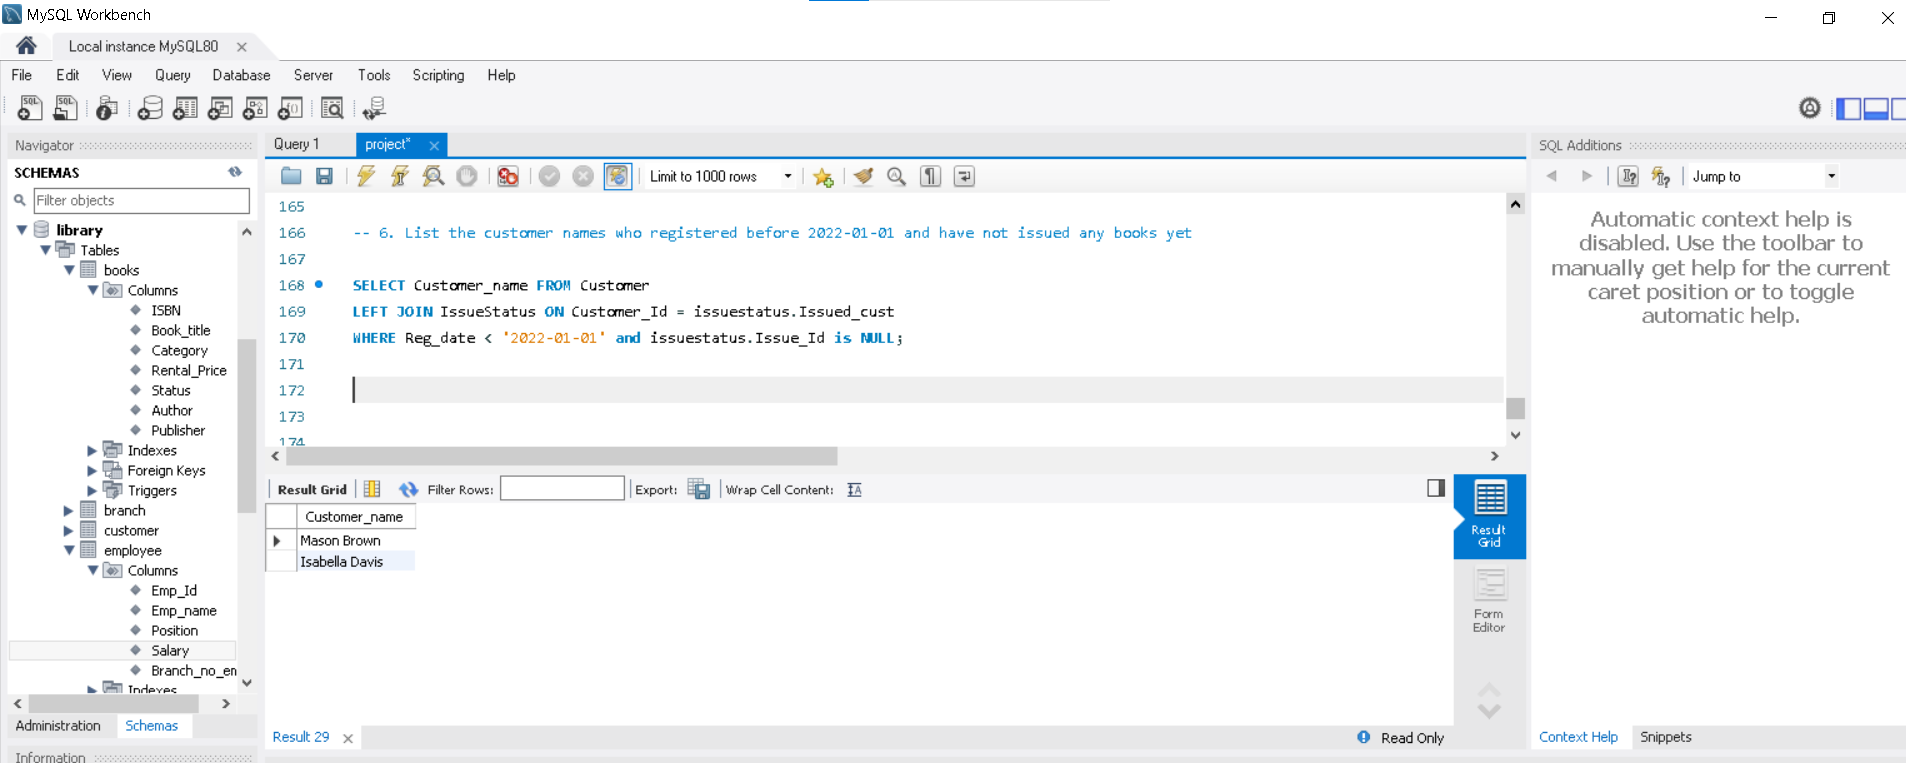 MySQL Workbench
Local instance MySQL80
File Edit View Query Database Server Tools Scripting Help
Navigator
SCHEMAS
Filter objects
library
Tables
books
Columns
ISBN
Book_title
Category
Rental_Price
Status
Author
Publisher
Indexes
Foreign Keys
Triggers
branch
customer
employee
Columns
Emp_Id
Emp_name
Position
Salary
Branch_no_en
Indexes
Administration Schemas
Information
Query 1 project*
Limit to 1000 rows
165
166 -- 6. List the customer names who registered before 2022-01-01 and have not issued any books yet
167
168 SELECT Customer_name FROM Customer
169 LEFT JOIN IssueStatus ON Customer_Id = issuestatus.Issued_cust
170 WHERE Reg_date < '2022-01-01' and issuestatus.Issue_Id is NULL;
171
172
173
174
Result Grid Filter Rows: Export: Wrap Cell Content:
Customer_name
Mason Brown
Isabella Davis
Result Grid
Form Editor
Result 29 Read Only
SQL Additions
Jump to
Automatic context help is
disabled. Use the toolbar to
manually get help for the current
caret position or to toggle
automatic help.
Context Help Snippets